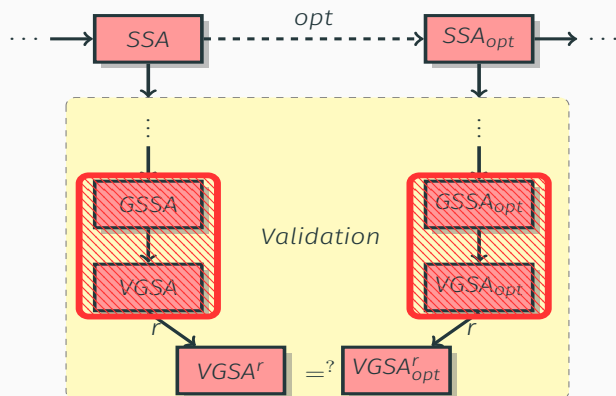 opt
... SSA SSA_opt ...
⋮ ⋮
GSSA GSSA_opt
Validation
VGSA VGSA_opt
r r
VGSA^r =^? VGSA^r_opt